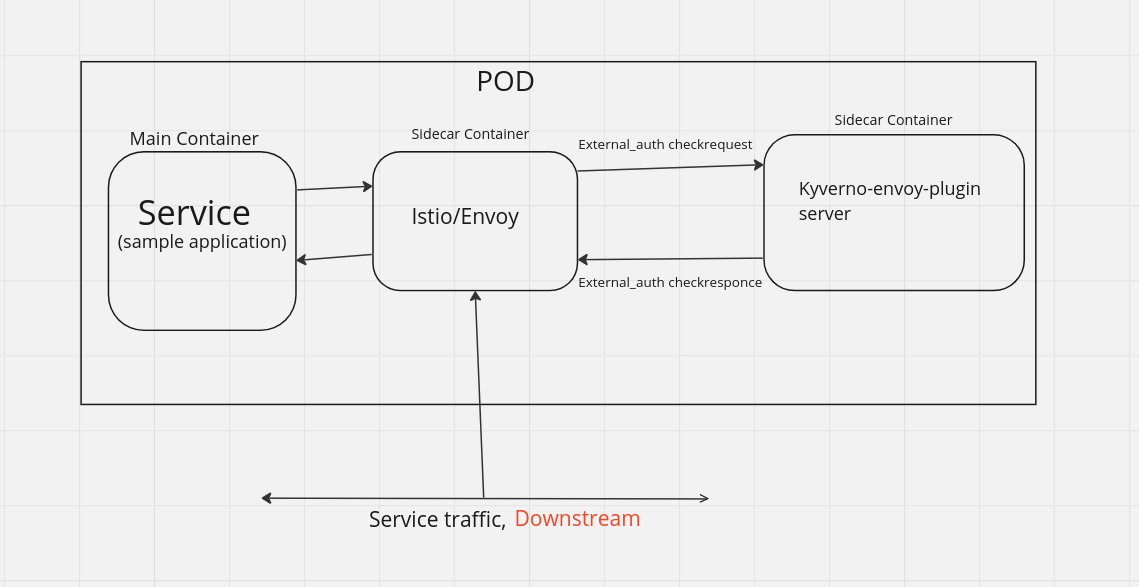 POD
Main Container
Sidecar Container
Sidecar Container
External_auth checkrequest
Service
(sample application)
Istio/Envoy
Kyverno-envoy-plugin
server
External_auth checkresponce
Service traffic, Downstream